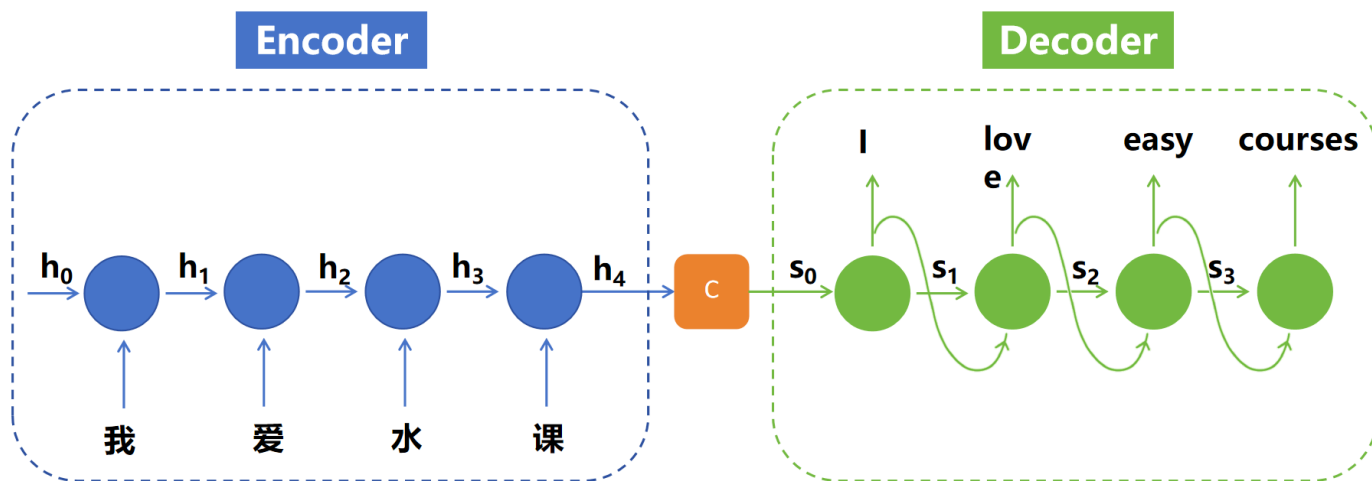 Encoder
Decoder
I
lov
e
easy
courses
h₀
h₁
h₂
h₃
h₄
C
s₀
s₁
s₂
s₃
我
爱
水
课